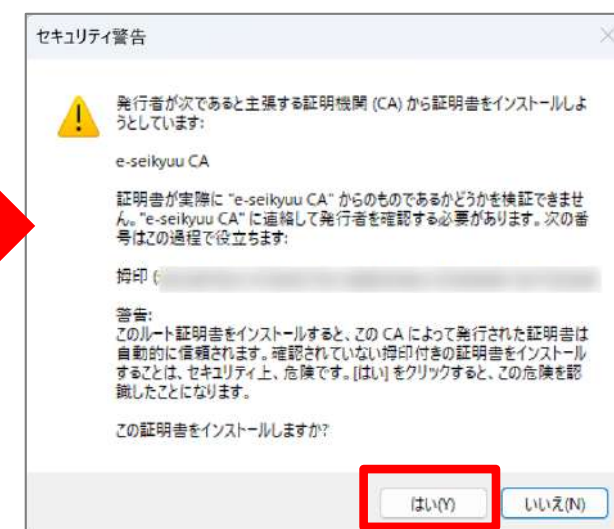 セキュリティ警告
発行者が次であると主張する証明機関 (CA) から証明書をインストールしよ
うとしています:
e-seikyuu CA
証明書が実際に "e-seikyuu CA" からのものであるかどうかを検証できませ
ん。"e-seikyuu CA" に連絡して発行者を確認する必要があります。次の番
号はこの過程で役立ちます:
拇印 (
警告:
このルート証明書をインストールすると、この CA によって発行された証明書は
自動的に信頼されます。確認されていない拇印付きの証明書をインストール
することは、セキュリティ上、危険です。[はい] をクリックすると、この危険を認
識したことになります。
この証明書をインストールしますか?
はい(Y)
いいえ(N)